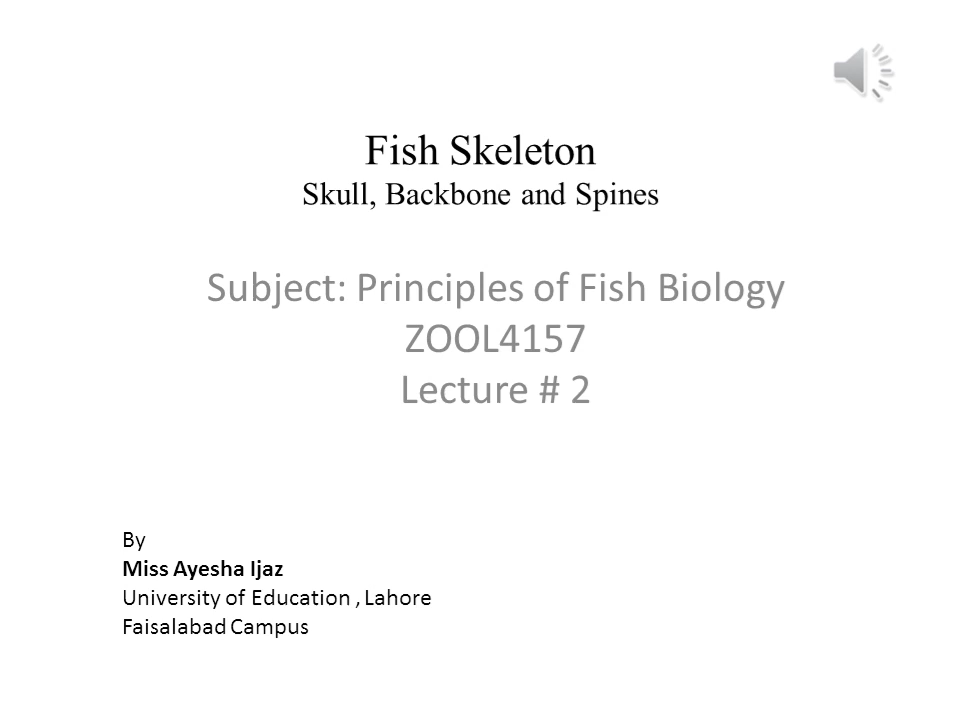 Fish Skeleton
Skull, Backbone and Spines
Subject: Principles of Fish Biology
ZOOL4157
Lecture # 2
By
Miss Ayesha Ijaz
University of Education , Lahore
Faisalabad Campus